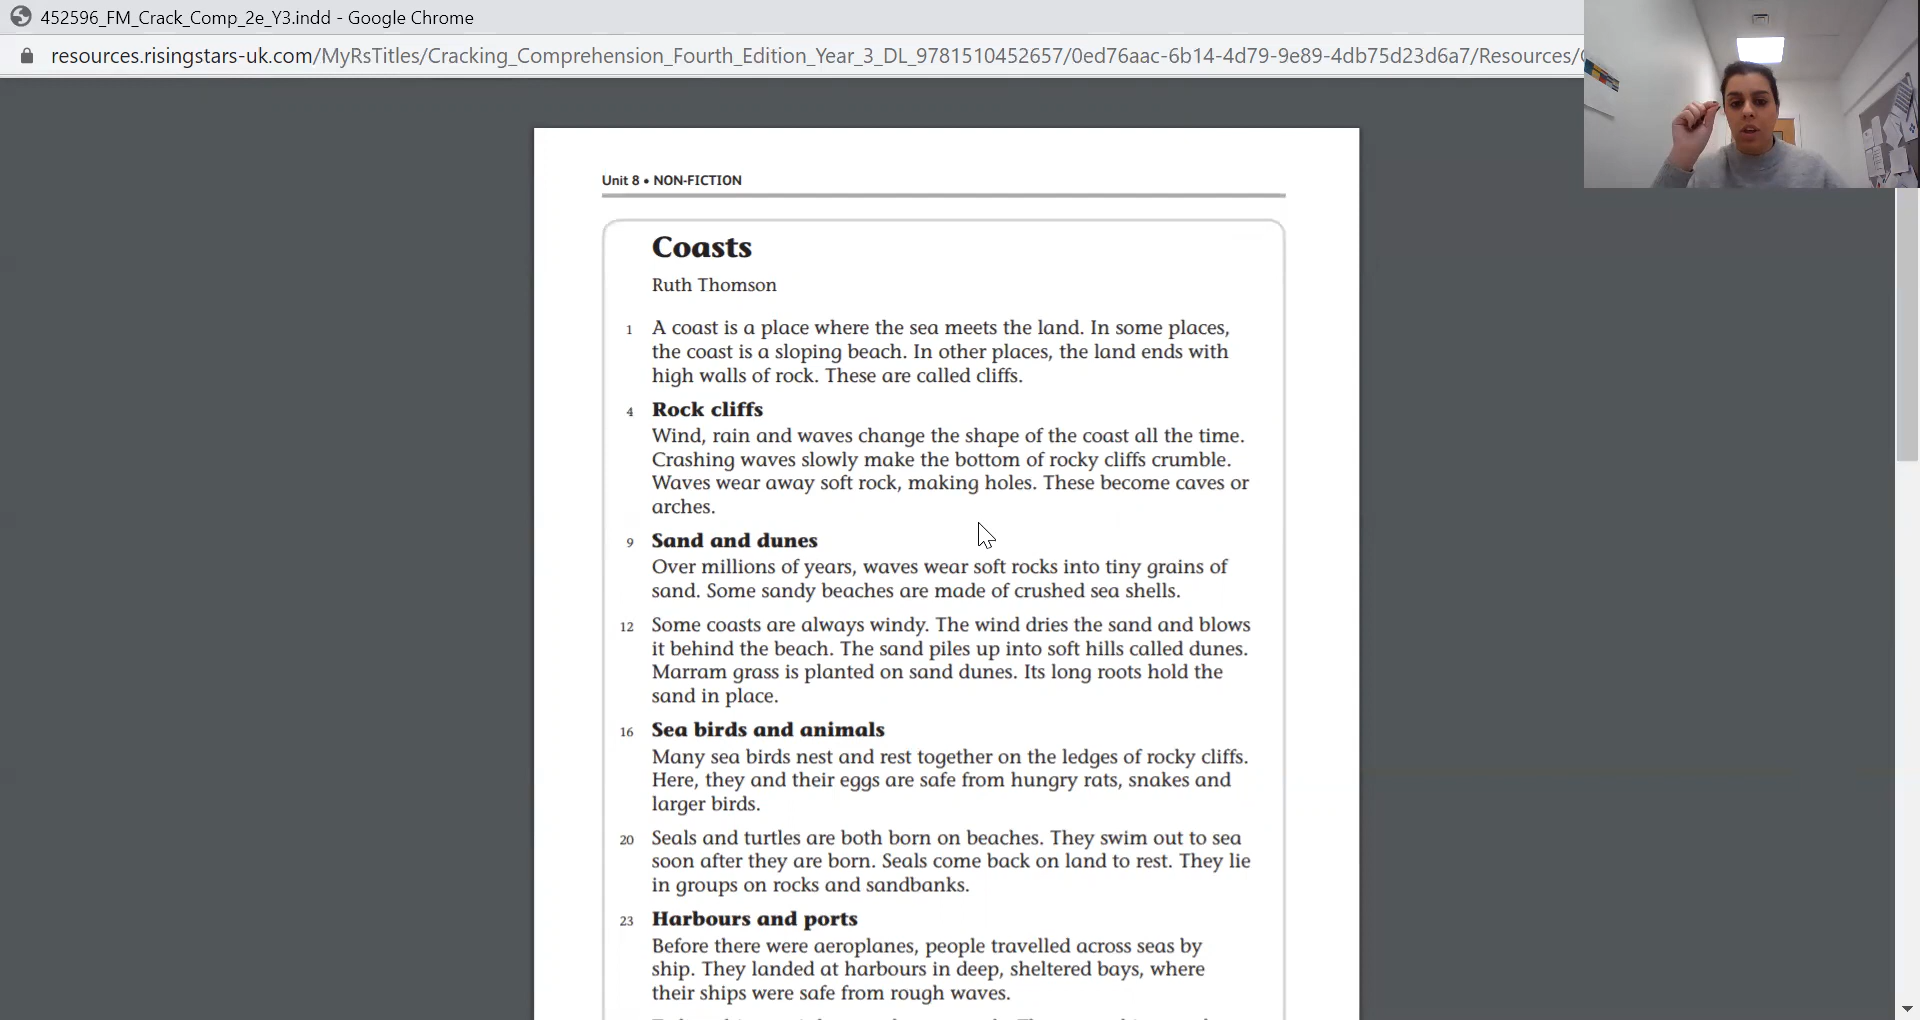 452596_FM_Crack_Comp_2e_Y3.indd - Google Chrome
resources.risingstars-uk.com/MyRsTitles/Cracking_Comprehension_Fourth_Edition_Year_3_DL_9781510452657/0ed76aac-6b14-4d79-9e89-4db75d23d6a7/Resources/
Unit 8 • NON-FICTION
Coasts
Ruth Thomson
1 A coast is a place where the sea meets the land. In some places,
the coast is a sloping beach. In other places, the land ends with
high walls of rock. These are called cliffs.
4 Rock cliffs
Wind, rain and waves change the shape of the coast all the time.
Crashing waves slowly make the bottom of rocky cliffs crumble.
Waves wear away soft rock, making holes. These become caves or
arches.
9 Sand and dunes
Over millions of years, waves wear soft rocks into tiny grains of
sand. Some sandy beaches are made of crushed sea shells.
12 Some coasts are always windy. The wind dries the sand and blows
it behind the beach. The sand piles up into soft hills called dunes.
Marram grass is planted on sand dunes. Its long roots hold the
sand in place.
16 Sea birds and animals
Many sea birds nest and rest together on the ledges of rocky cliffs.
Here, they and their eggs are safe from hungry rats, snakes and
larger birds.
20 Seals and turtles are both born on beaches. They swim out to sea
soon after they are born. Seals come back on land to rest. They lie
in groups on rocks and sandbanks.
23 Harbours and ports
Before there were aeroplanes, people travelled across seas by
ship. They landed at harbours in deep, sheltered bays, where
their ships were safe from rough waves.